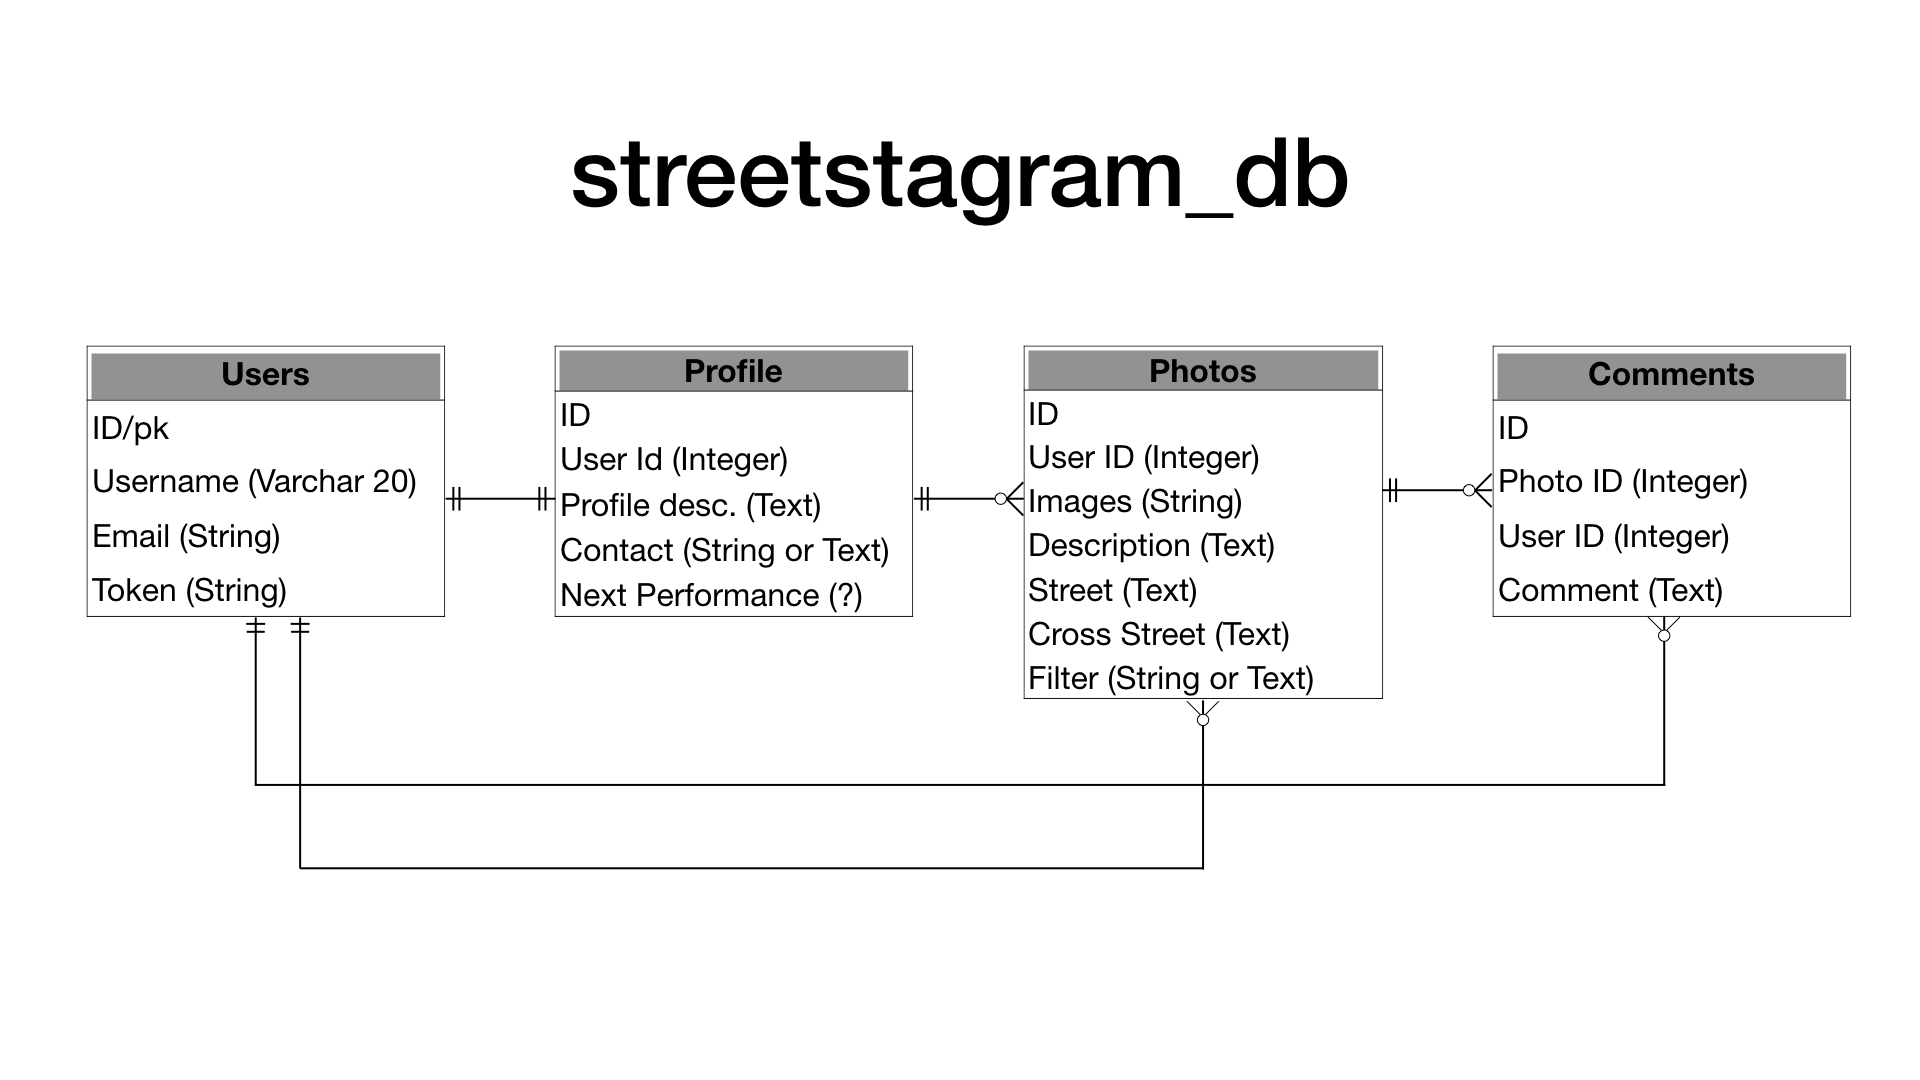 streetstagram_db
Users
ID/pk
Username (Varchar 20)
Email (String)
Token (String)
Profile
ID
User Id (Integer)
Profile desc. (Text)
Contact (String or Text)
Next Performance (?)
Photos
ID
User ID (Integer)
Images (String)
Description (Text)
Street (Text)
Cross Street (Text)
Filter (String or Text)
Comments
ID
Photo ID (Integer)
User ID (Integer)
Comment (Text)